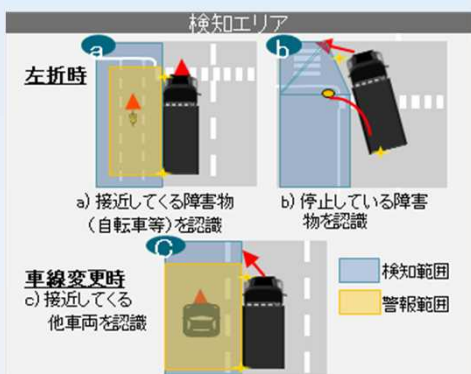 検知エリア
a
b
左折時
a) 接近してくる障害物
(自転車等)を認識
b) 停止している障害
物を認識
C
車線変更時
c) 接近してくる
他車両を認識
検知範囲
警報範囲